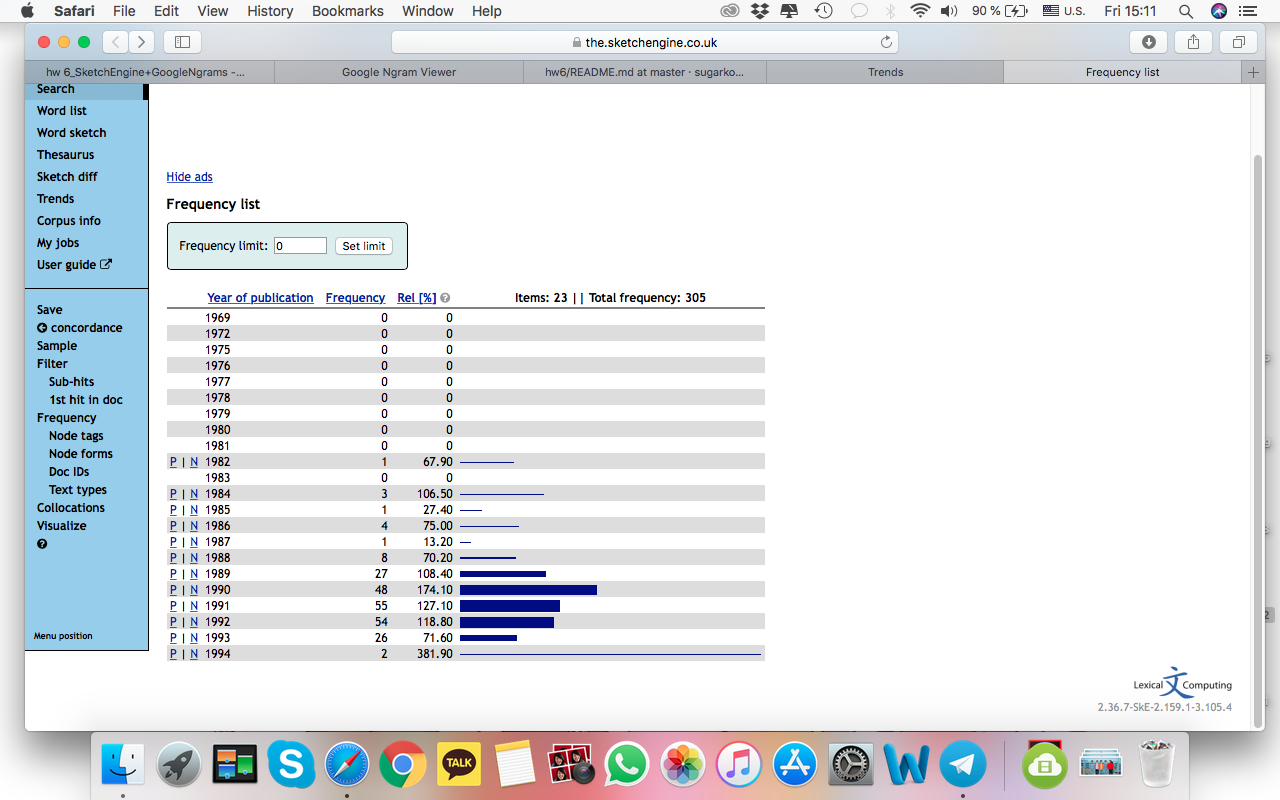 Safari File Edit View History Bookmarks Window Help 90 % U.S. Fri 15:11
the.sketchengine.co.uk
hw 6_SketchEngine+GoogleNgrams -... Google Ngram Viewer hw6/README.md at master · sugarko... Trends Frequency list
Search
Word list
Word sketch
Thesaurus
Sketch diff
Trends
Corpus info
My jobs
User guide
Save
concordance
Sample
Filter
Sub-hits
1st hit in doc
Frequency
Node tags
Node forms
Doc IDs
Text types
Collocations
Visualize
?
Menu position
Hide ads
Frequency list
Frequency limit: 0 Set limit
Year of publication Frequency Rel [%] ? Items: 23 || Total frequency: 305
1969 0 0
1972 0 0
1975 0 0
1976 0 0
1977 0 0
1978 0 0
1979 0 0
1980 0 0
1981 0 0
P | N 1982 1 67.90
1983 0 0
P | N 1984 3 106.50
P | N 1985 1 27.40
P | N 1986 4 75.00
P | N 1987 1 13.20
P | N 1988 8 70.20
P | N 1989 27 108.40
P | N 1990 48 174.10
P | N 1991 55 127.10
P | N 1992 54 118.80
P | N 1993 26 71.60
P | N 1994 2 381.90
Lexical 文 Computing
2.36.7-SkE-2.159.1-3.105.4
TALK